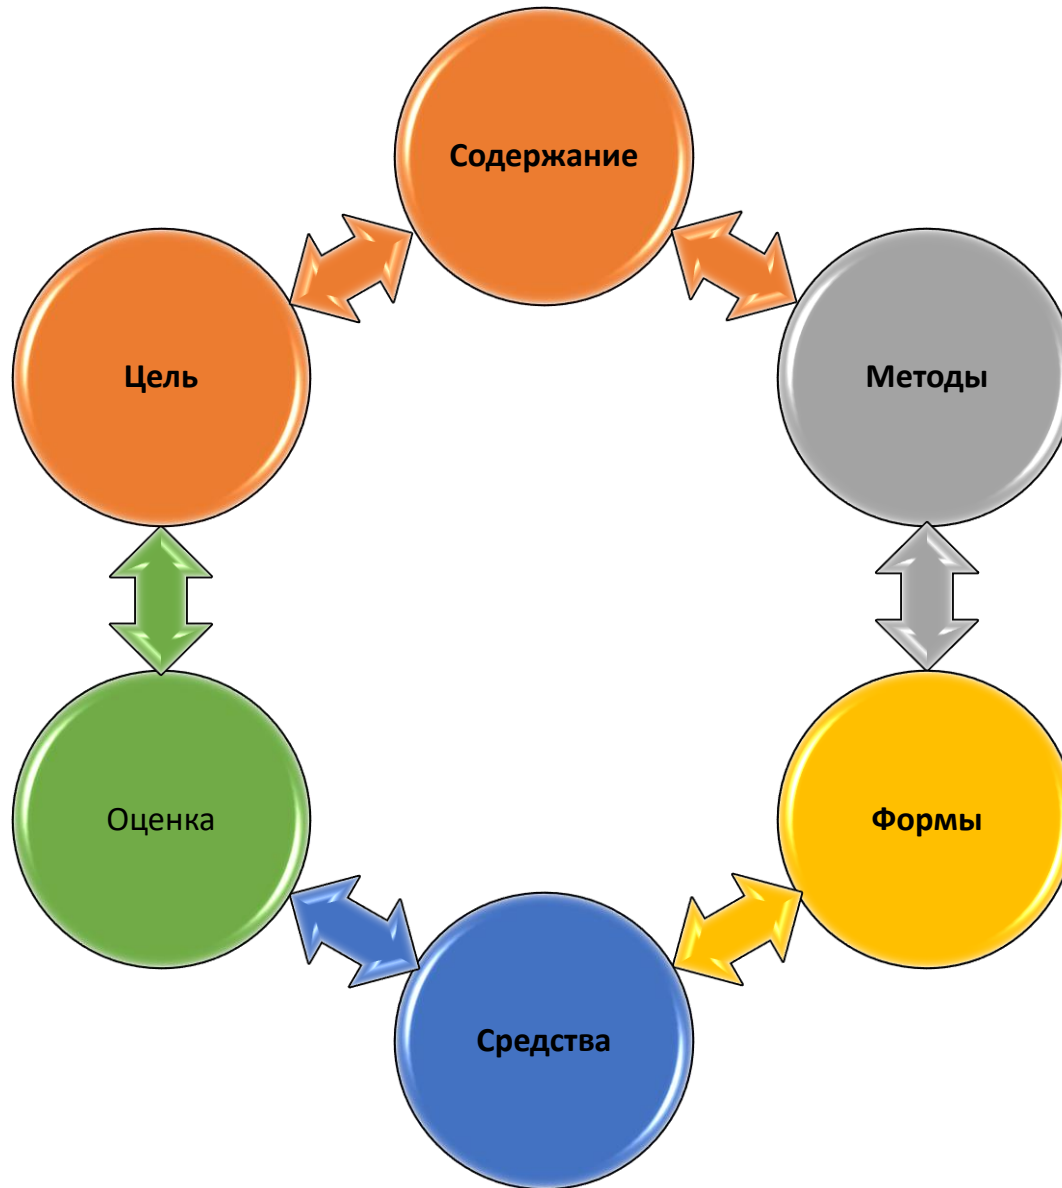 Содержание
Цель
Методы
Оценка
Формы
Средства